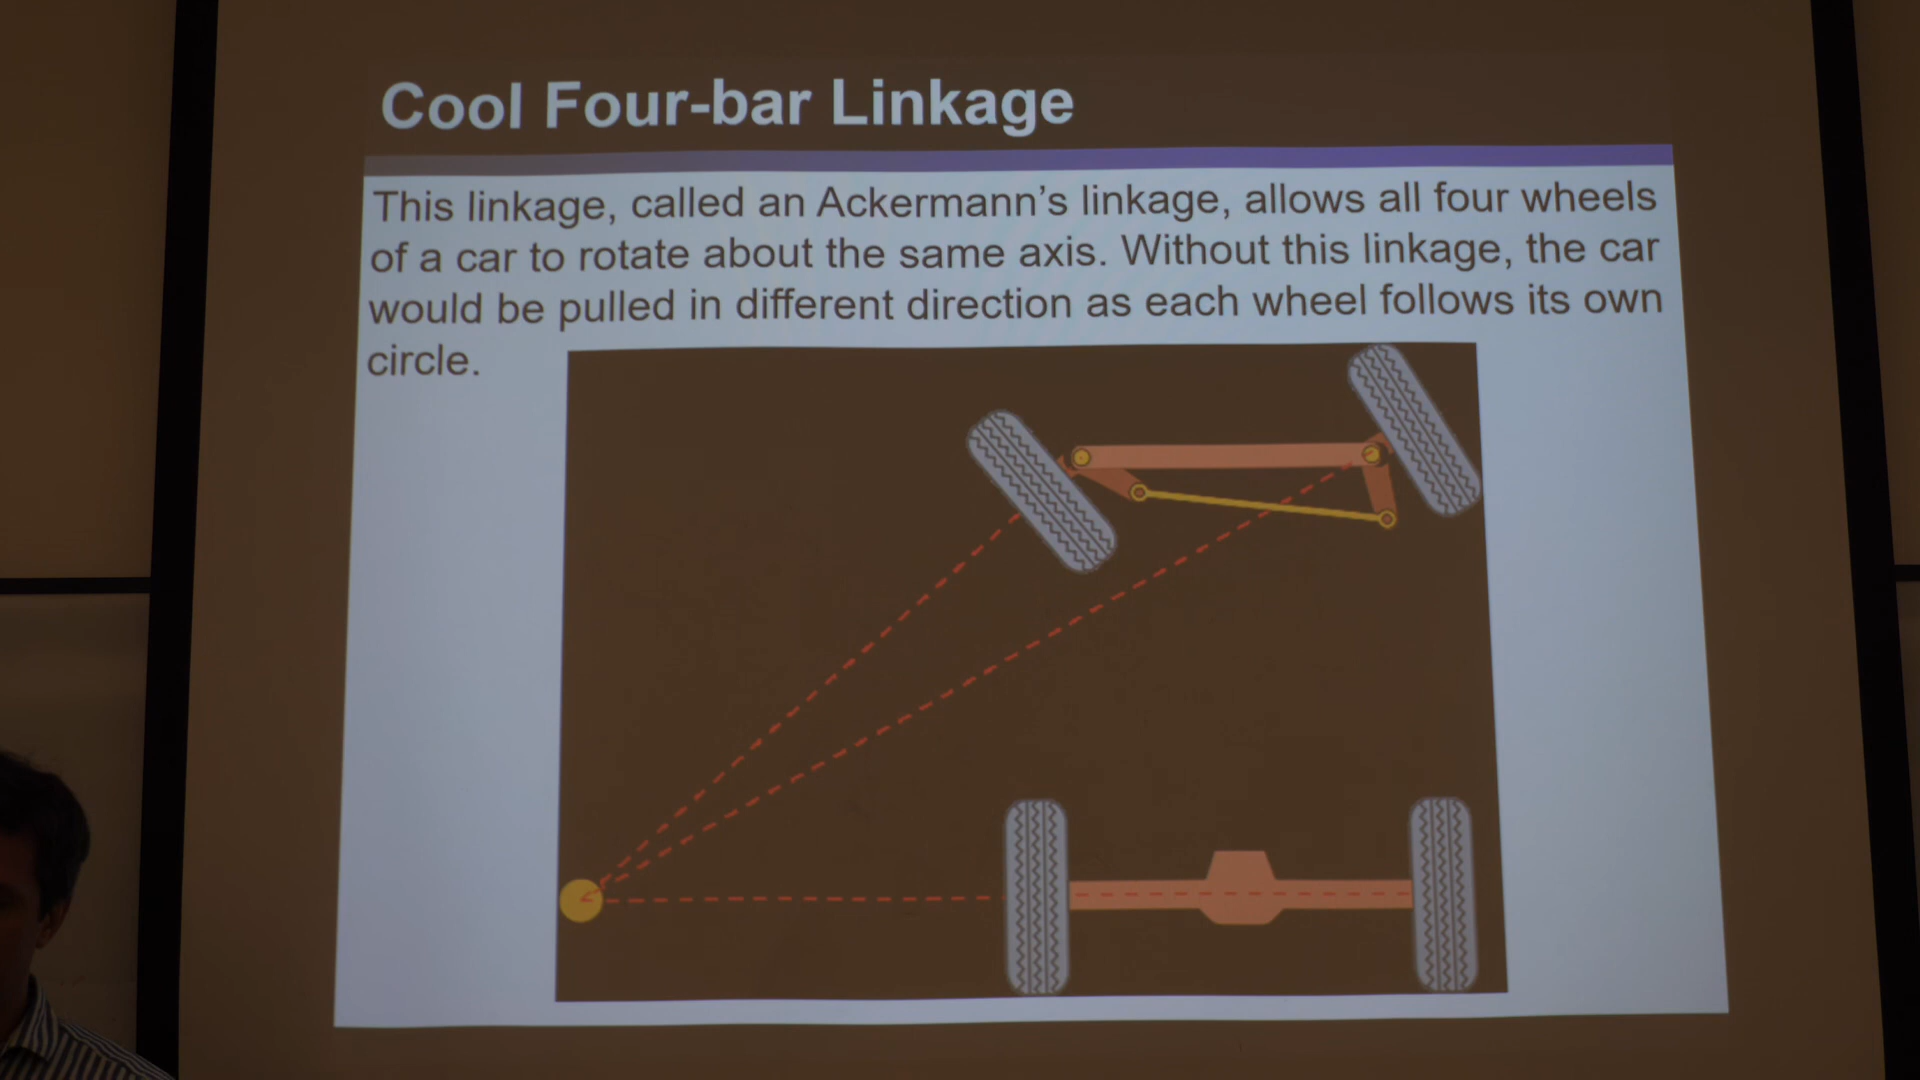 Cool Four-bar Linkage
This linkage, called an Ackermann’s linkage, allows all four wheels
of a car to rotate about the same axis. Without this linkage, the car
would be pulled in different direction as each wheel follows its own
circle.